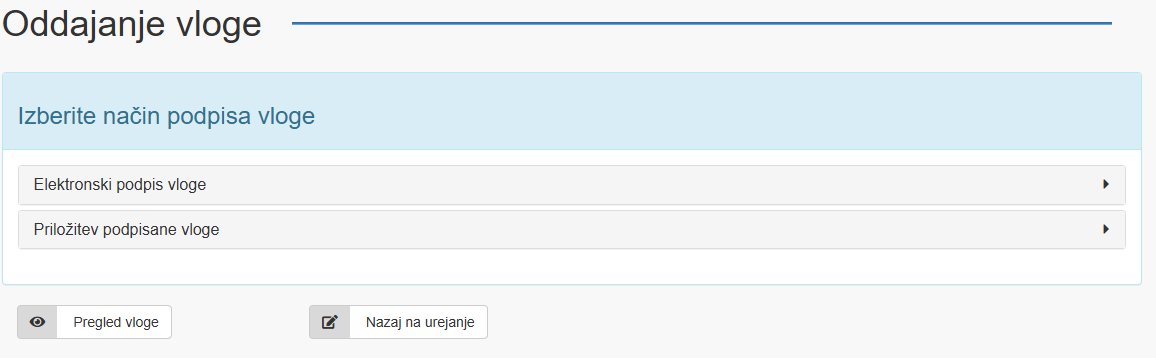 Oddajanje vloge
Izberite način podpisa vloge
Elektronski podpis vloge
Priložitev podpisane vloge
Pregled vloge
Nazaj na urejanje